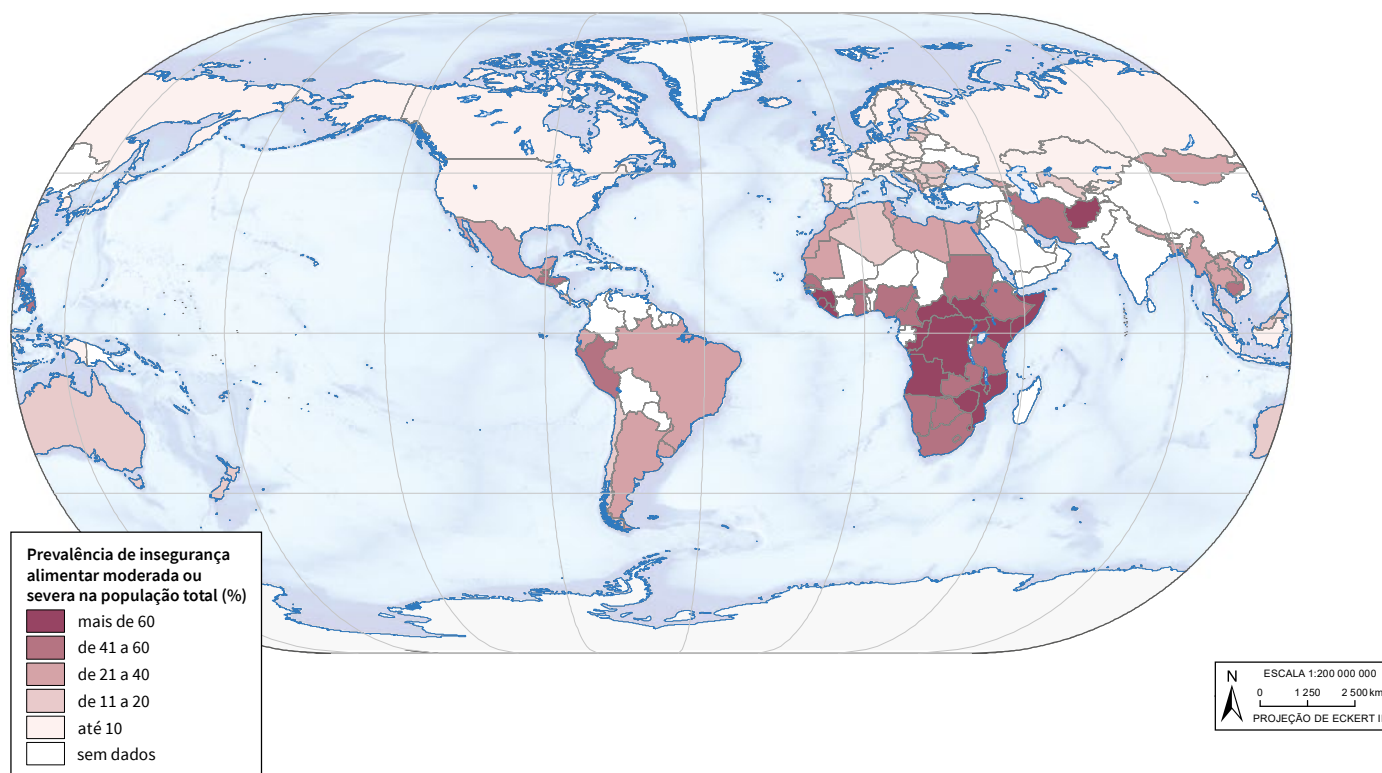 Prevalência de insegurança
alimentar moderada ou
severa na população total (%)
mais de 60
de 41 a 60
de 21 a 40
de 11 a 20
até 10
sem dados
N
ESCALA 1:200 000 000
0 1 250 2 500 km
PROJEÇÃO DE ECKERT